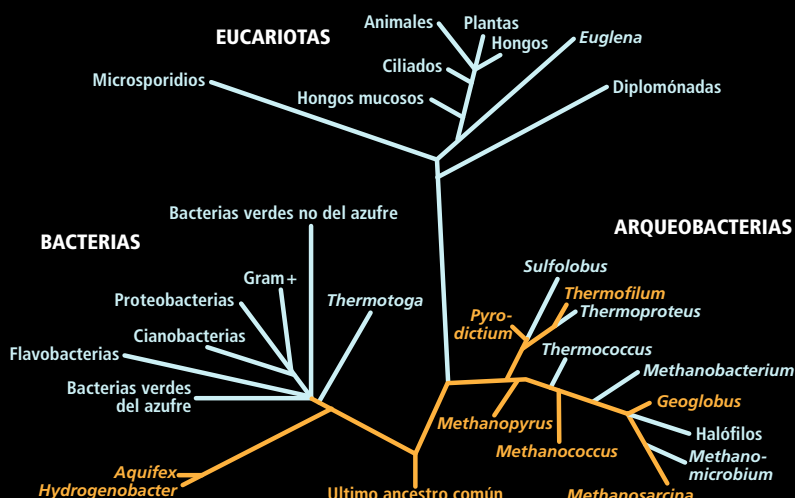 EUCARIOTAS
Animales
Plantas
Hongos
Euglena
Ciliados
Microsporidios
Hongos mucosos
Diplomónadas
BACTERIAS
Bacterias verdes no del azufre
Gram+
Proteobacterias
Thermotoga
Cianobacterias
Flavobacterias
Bacterias verdes
del azufre
Aquifex
Hydrogenobacter
Ultimo ancestro común
ARQUEOBACTERIAS
Sulfolobus
Thermofilum
Thermoproteus
Pyro-
dictium
Thermococcus
Methanobacterium
Geoglobus
Methanopyrus
Halófilos
Methanococcus
Methano-
microbium
Methanosarcina